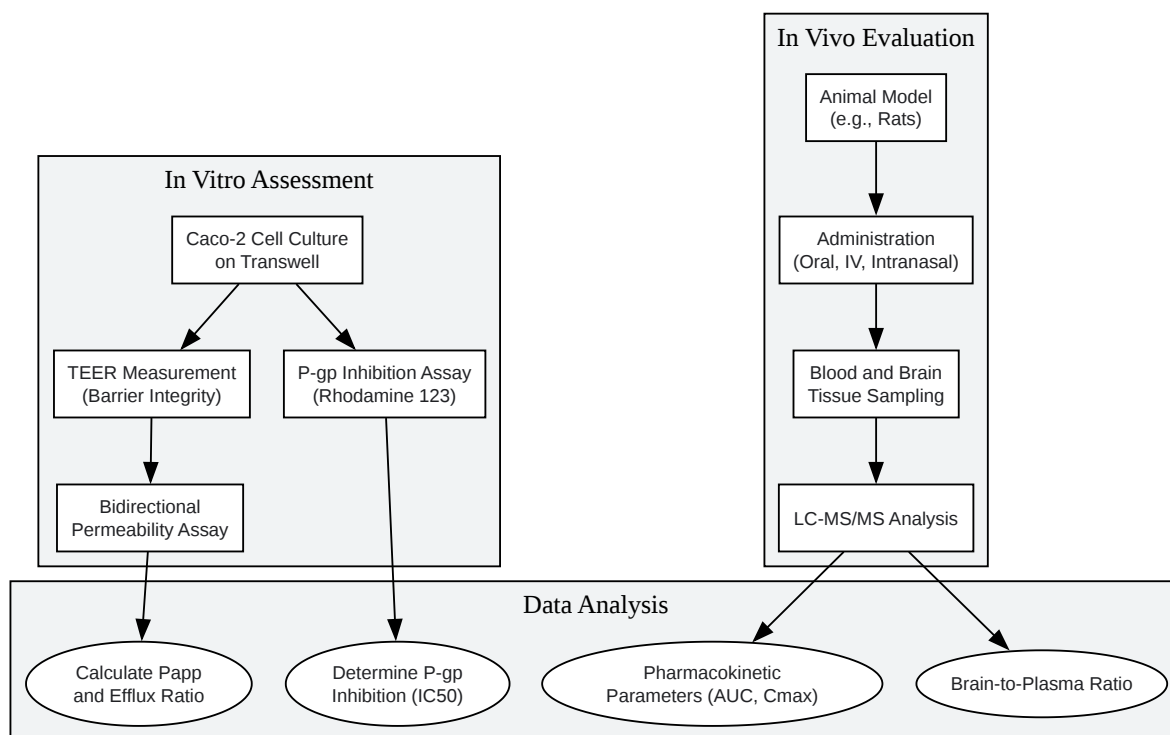 In Vitro Assessment
Caco-2 Cell Culture
on Transwell
TEER Measurement
(Barrier Integrity)
P-gp Inhibition Assay
(Rhodamine 123)
Bidirectional
Permeability Assay
In Vivo Evaluation
Animal Model
(e.g., Rats)
Administration
(Oral, IV, Intranasal)
Blood and Brain
Tissue Sampling
LC-MS/MS Analysis
Data Analysis
Calculate Papp
and Efflux Ratio
Determine P-gp
Inhibition (IC50)
Pharmacokinetic
Parameters (AUC, Cmax)
Brain-to-Plasma Ratio